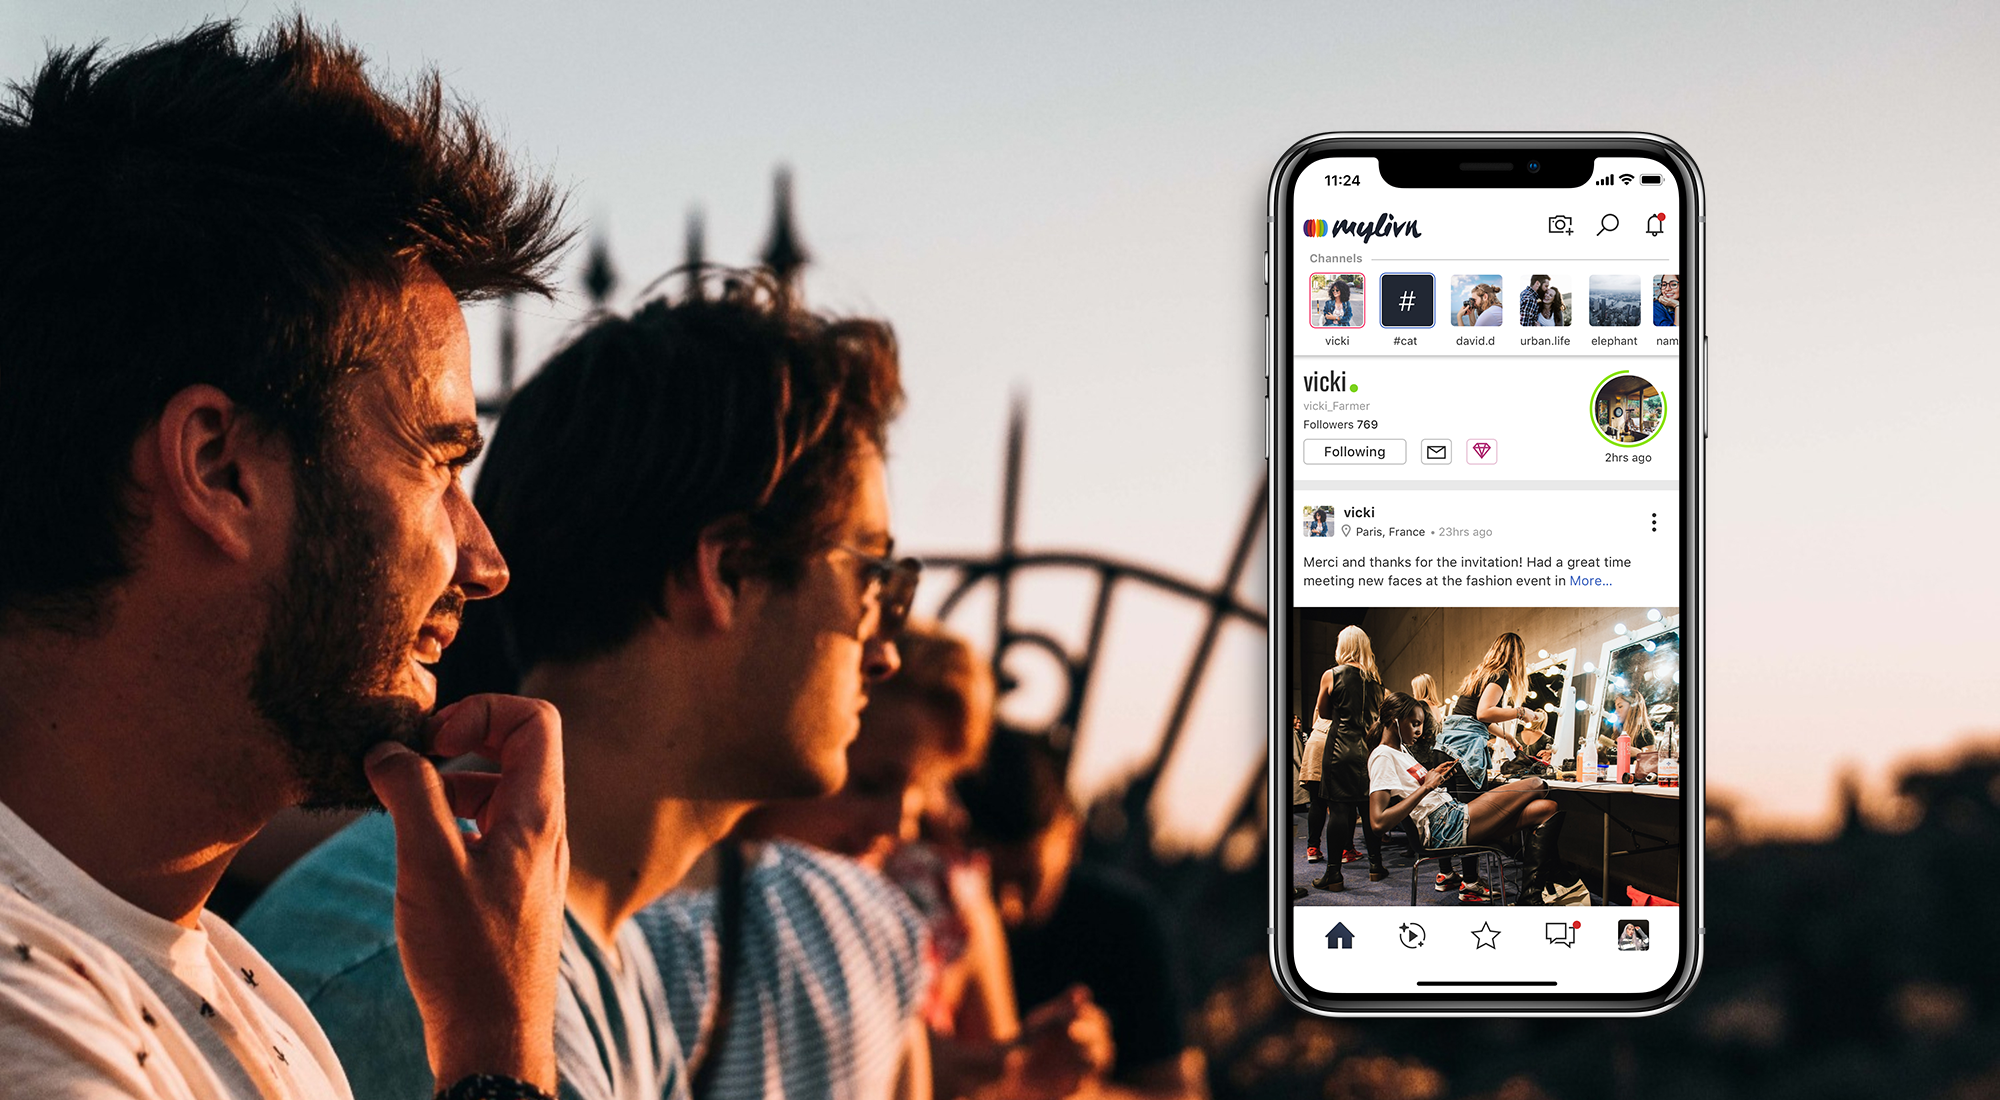 11:24
mylivn
Channels
#
vicki
#cat
david.d
urban.life
elephant
nam
vicki
vicki_Farmer
Followers 769
Following
2hrs ago
vicki
Paris, France • 23hrs ago
Merci and thanks for the invitation! Had a great time
meeting new faces at the fashion event in More...